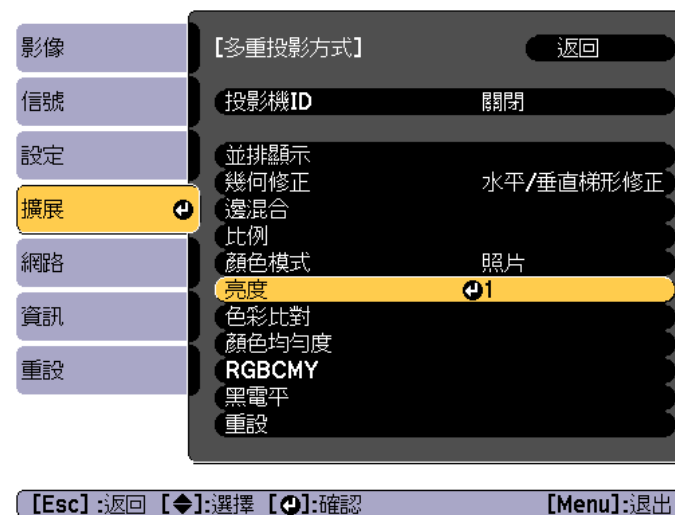 影像
信號
設定
擴展
網路
資訊
重設
[多重投影方式] 返回
投影機ID 關閉
並排顯示
幾何修正 水平/垂直梯形修正
邊混合
比例
顏色模式 照片
亮度 1
色彩比對
顏色均勻度
RGBCMY
黑電平
重設
[Esc] :返回 [◆]:選擇 [↵]:確認 [Menu]:退出